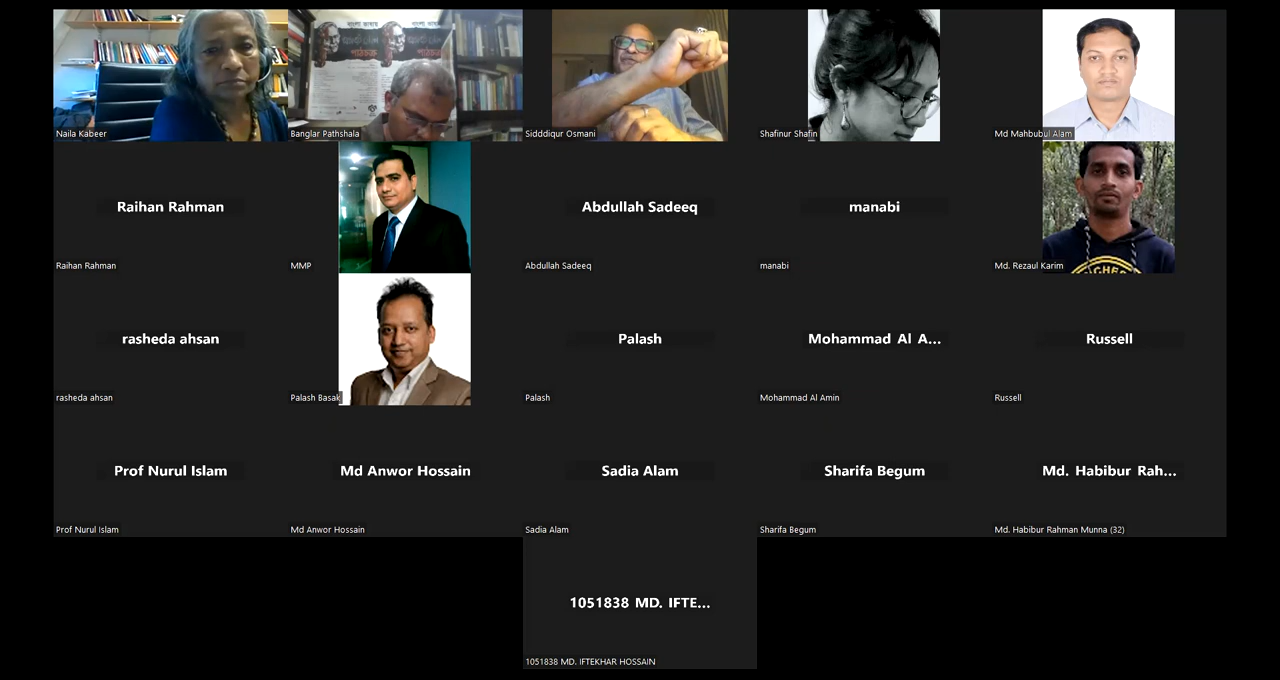 বাংলা ভাষায়
বাংলা ভাষায়
পাঠচক্র
পাঠচক্র
Naila Kabeer
Banglar Pathshala
Sidddiqur Osmani
Shafinur Shafin
Md Mahbubul Alam
Raihan Rahman
Abdullah Sadeeq
manabi
Raihan Rahman
MMP
Abdullah Sadeeq
manabi
Md. Rezaul Karim
rasheda ahsan
Palash
Mohammad Al A...
Russell
rasheda ahsan
Palash Basak
Palash
Mohammad Al Amin
Russell
Prof Nurul Islam
Md Anwor Hossain
Sadia Alam
Sharifa Begum
Md. Habibur Rah...
Prof Nurul Islam
Md Anwor Hossain
Sadia Alam
Sharifa Begum
Md. Habibur Rahman Munna (32)
1051838 MD. IFTE...
1051838 MD. IFTEKHAR HOSSAIN